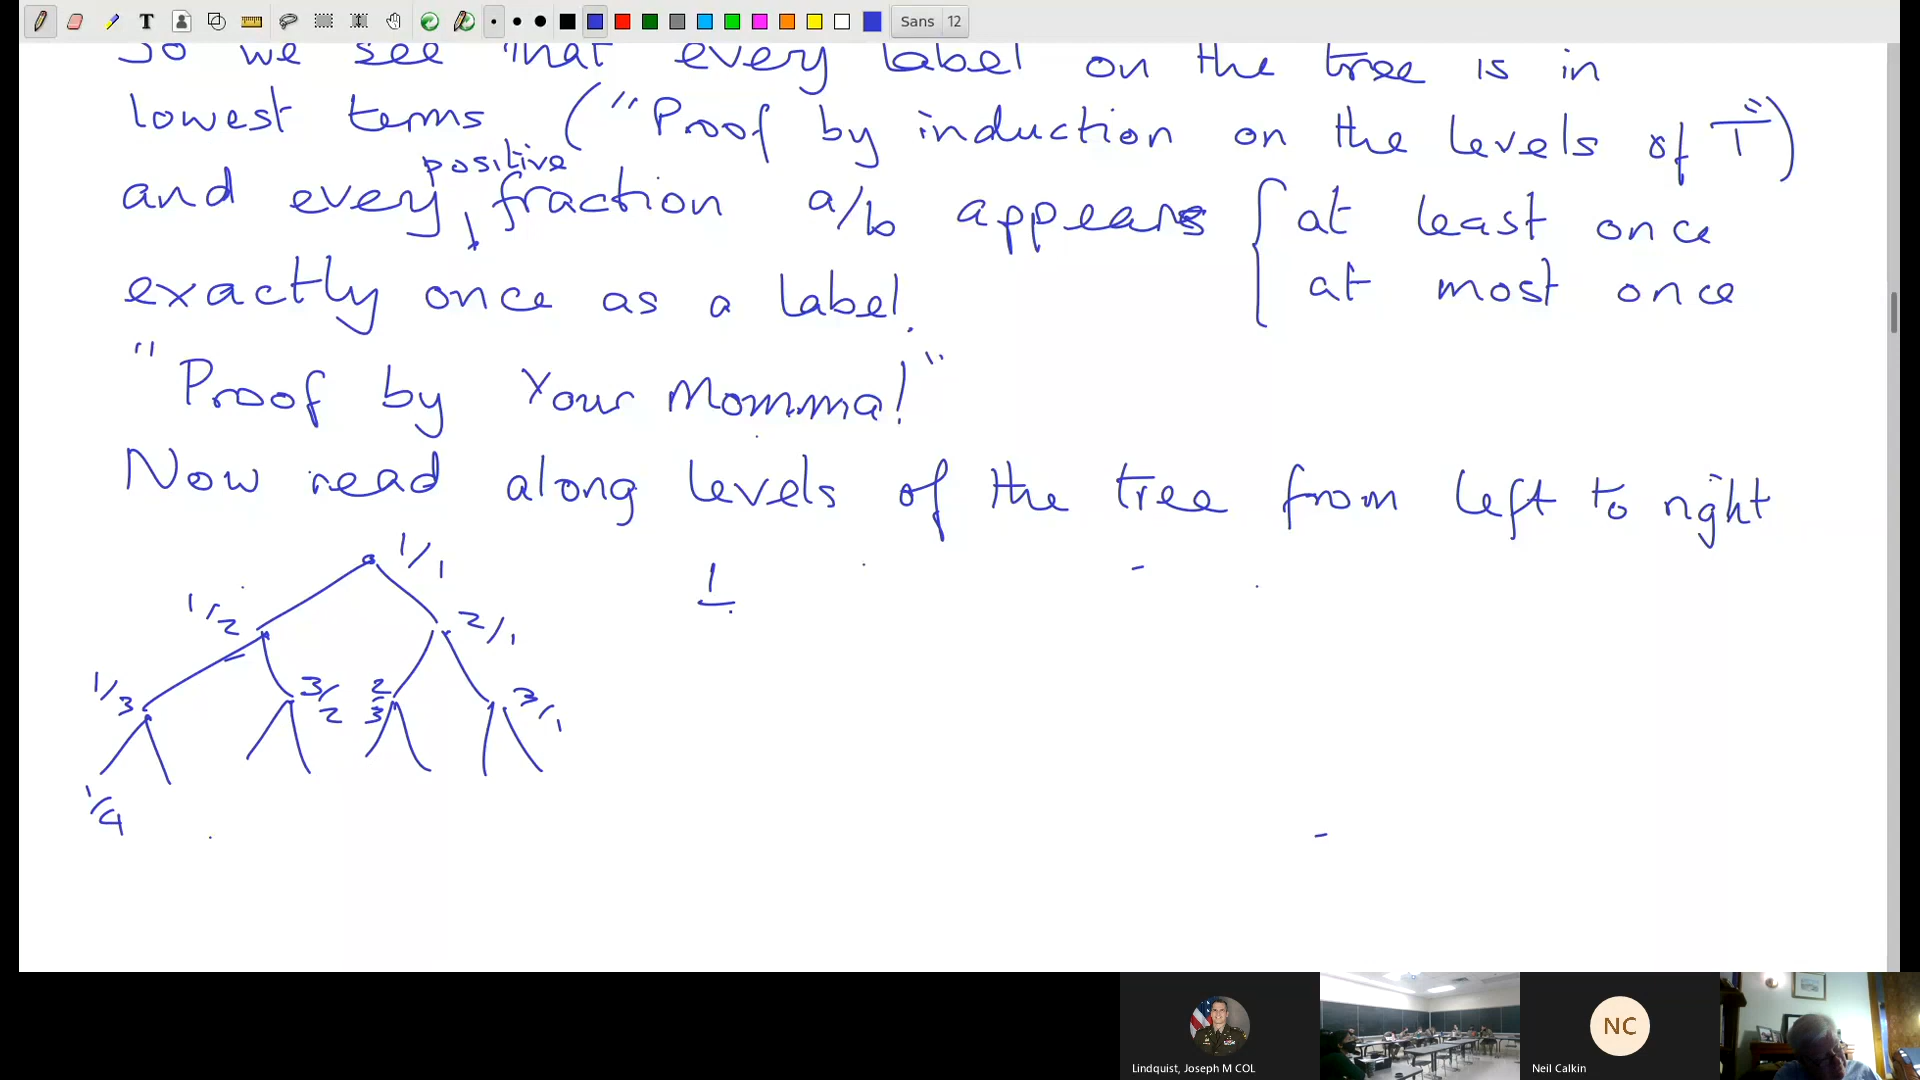 Sans 12
So we see that every label on the tree is in
lowest terms ("Proof by induction on the levels of T")
positive
and every fraction a/b appears { at least once
exactly once as a label. at most once
"Proof by Your Momma!"
Now read along levels of the tree from left to right
1/1
1
1/2 2/1
1/3 3/2 2/3 3/1
1/4
NC
Lindquist, Joseph M COL
Neil Calkin